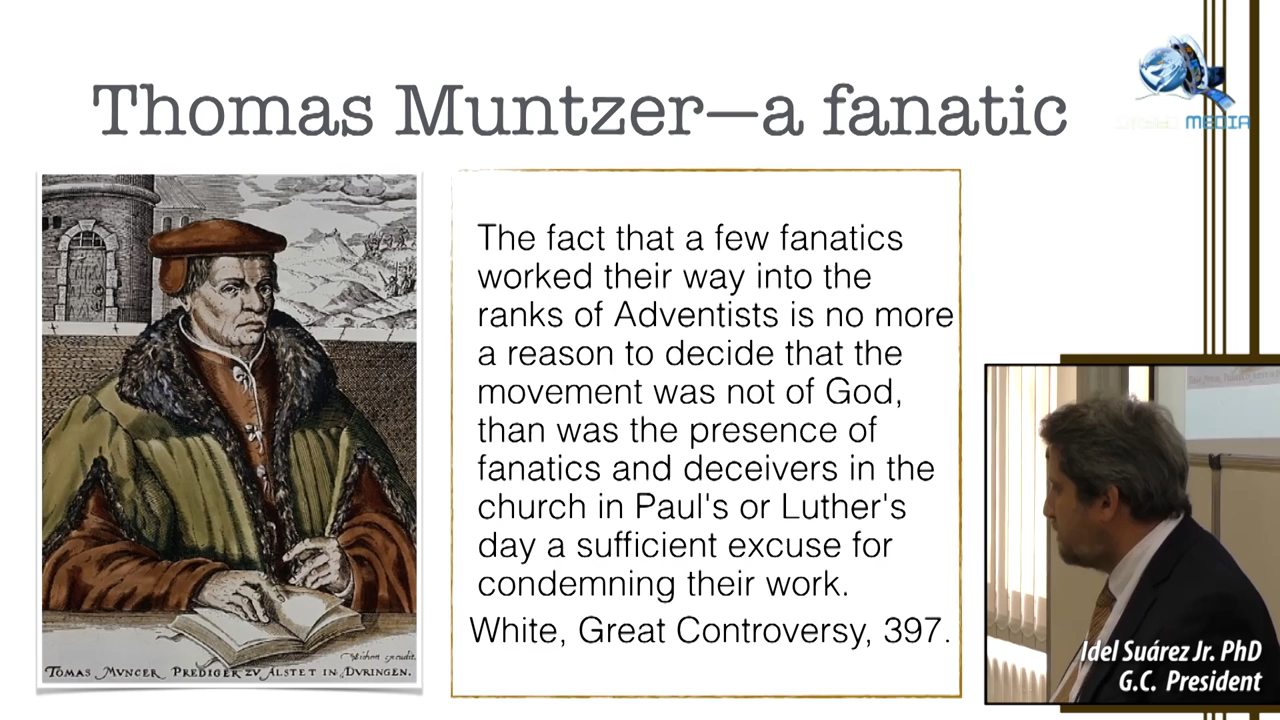 Thomas Muntzer—a fanatic
MEDIA
The fact that a few fanatics
worked their way into the
ranks of Adventists is no more
a reason to decide that the
movement was not of God,
than was the presence of
fanatics and deceivers in the
church in Paul's or Luther's
day a sufficient excuse for
condemning their work.
White, Great Controversy, 397.
TOMAS MVNCER PREDIGER ZV ALSTET IN DVRINGEN.
Idel Suárez Jr. PhD
G.C. President